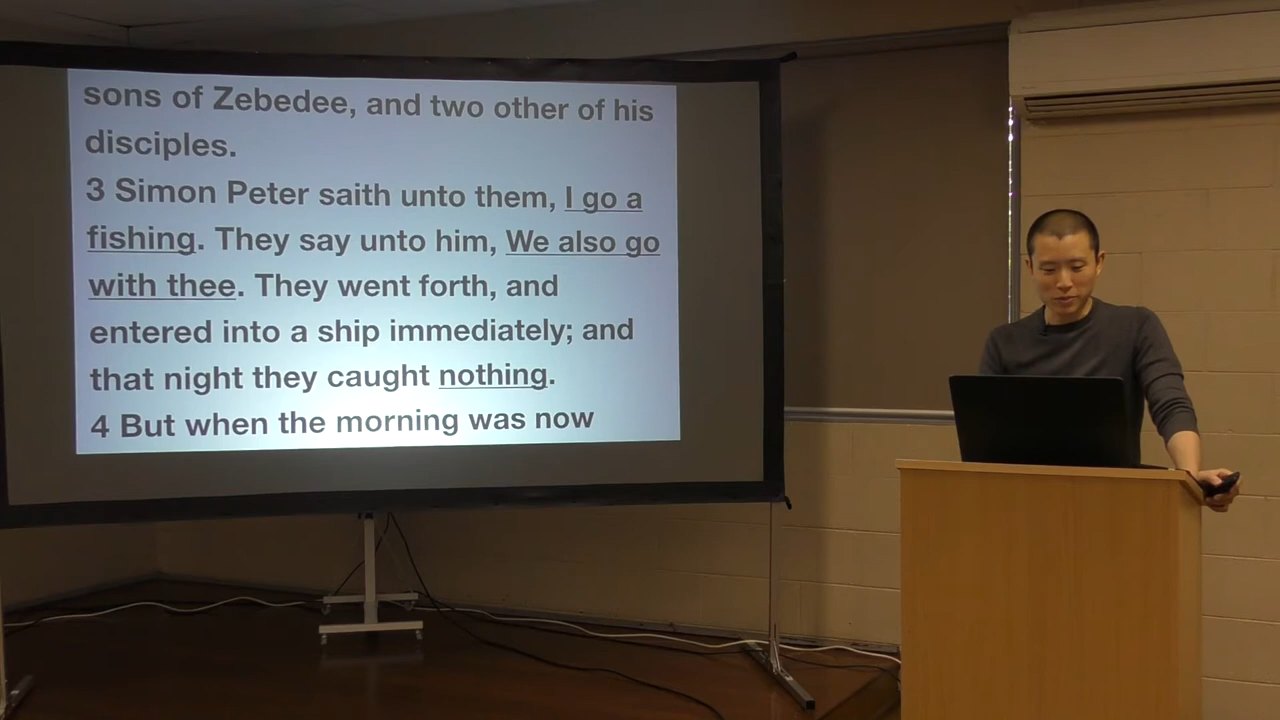 sons of Zebedee, and two other of his
disciples.
3 Simon Peter saith unto them, I go a
fishing. They say unto him, We also go
with thee. They went forth, and
entered into a ship immediately; and
that night they caught nothing.
4 But when the morning was now